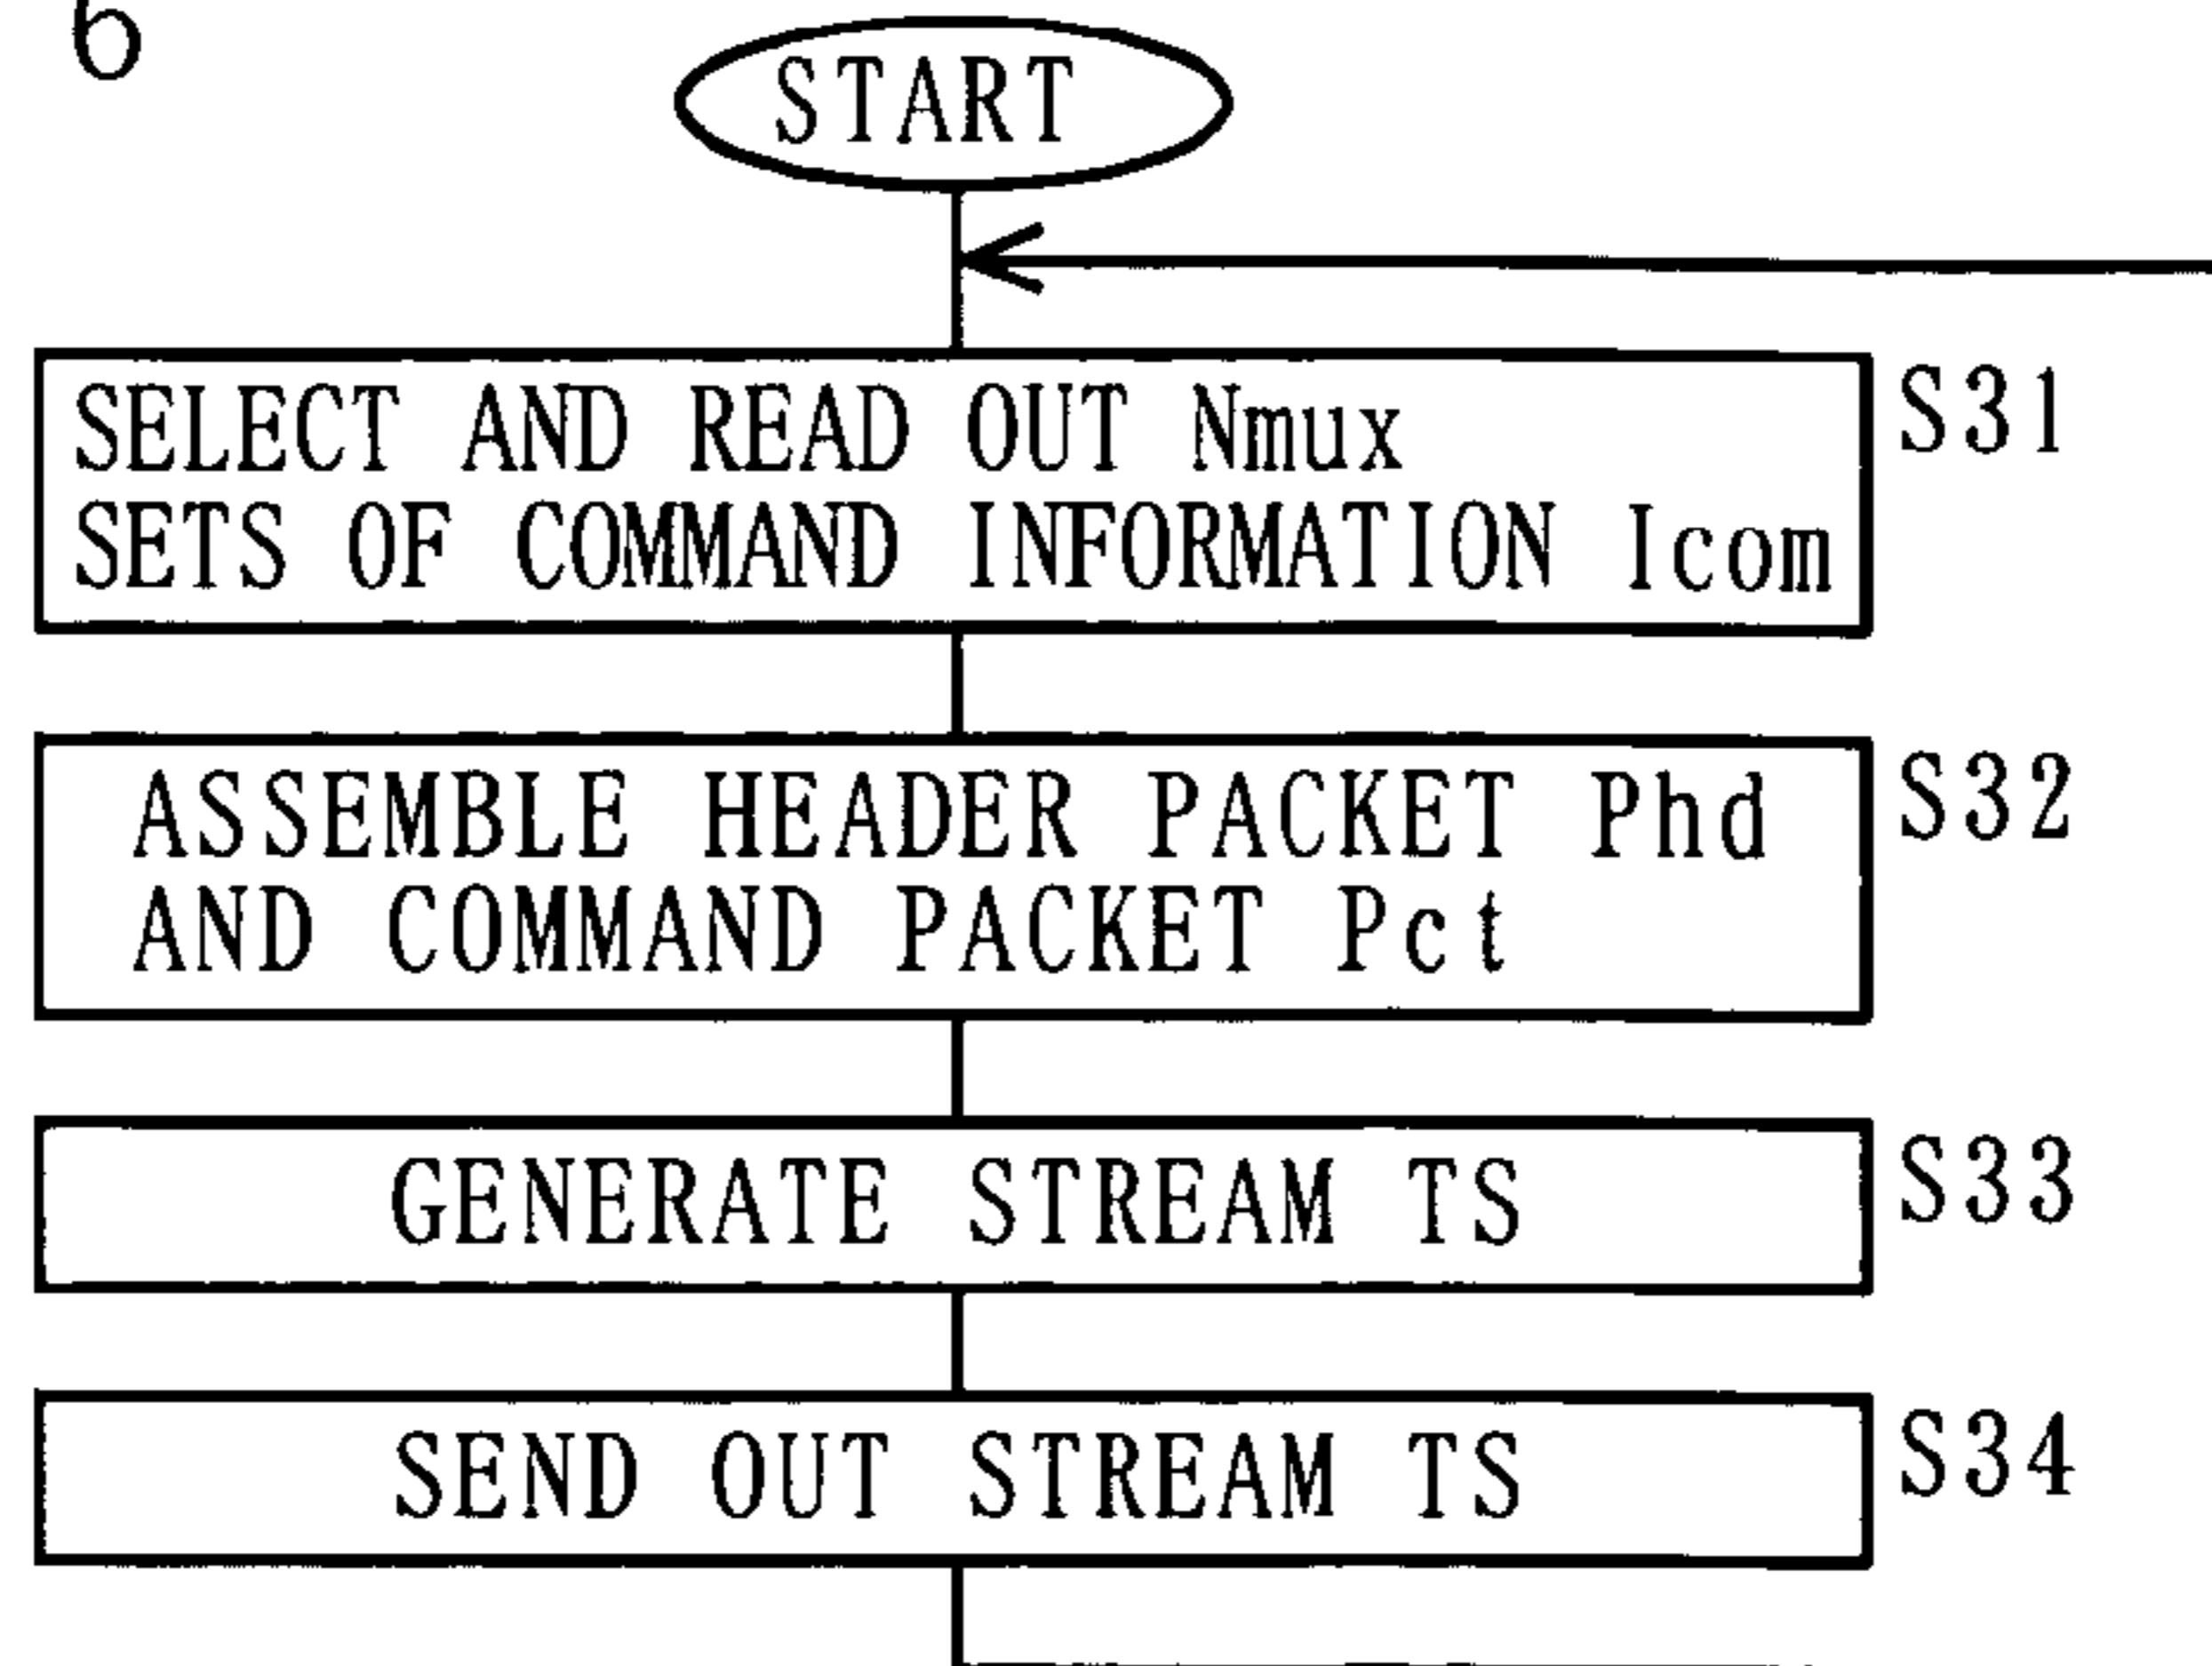 6
START
SELECT AND READ OUT Nmux
SETS OF COMMAND INFORMATION Icom
S31
ASSEMBLE HEADER PACKET Phd
AND COMMAND PACKET Pct
S32
GENERATE STREAM TS
S33
SEND OUT STREAM TS
S34